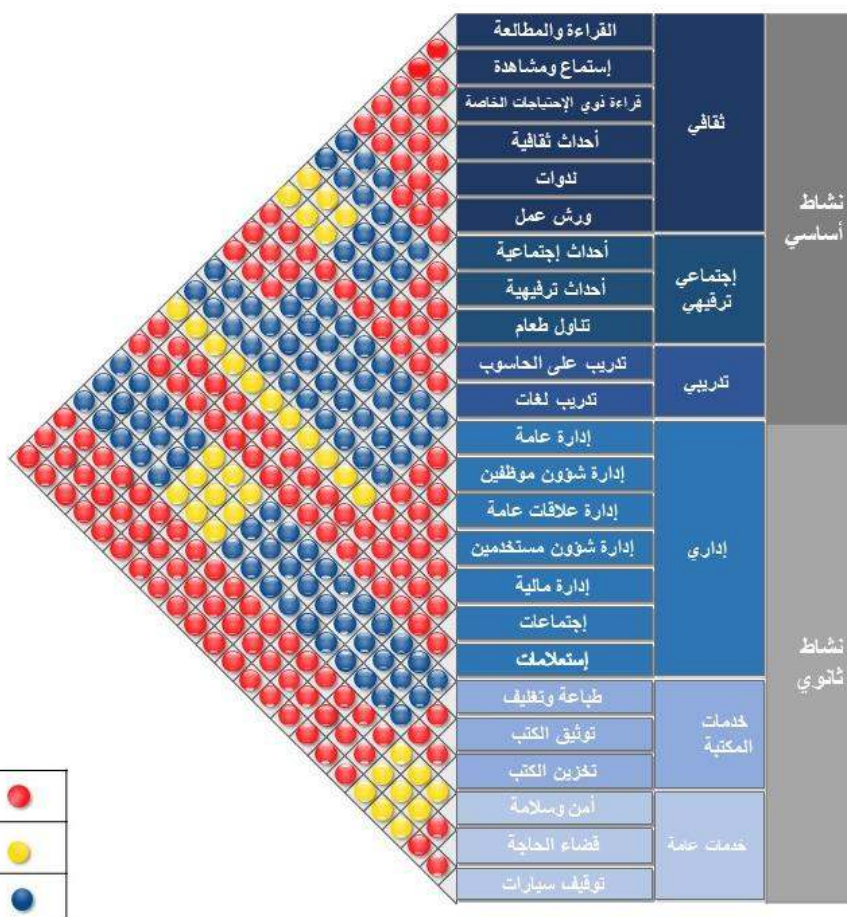 نشاط
أساسي
ثقافي
القراءة والمطالعة
إستماع ومشاهدة
قراءة ذوي الإحتياجات الخاصة
أحداث ثقافية
ندوات
ورش عمل
إجتماعي
ترفيهي
أحداث إجتماعية
أحداث ترفيهية
تناول طعام
تدريبي
تدريب على الحاسوب
تدريب لغات
نشاط
ثانوي
إداري
إدارة عامة
إدارة شؤون موظفين
إدارة علاقات عامة
إدارة شؤون مستخدمين
إدارة مالية
إجتماعات
إستعلامات
خدمات
المكتبة
طباعة وتغليف
توثيق الكتب
تخزين الكتب
خدمات عامة
أمن وسلامة
قضاء الحاجة
توقيف سيارات